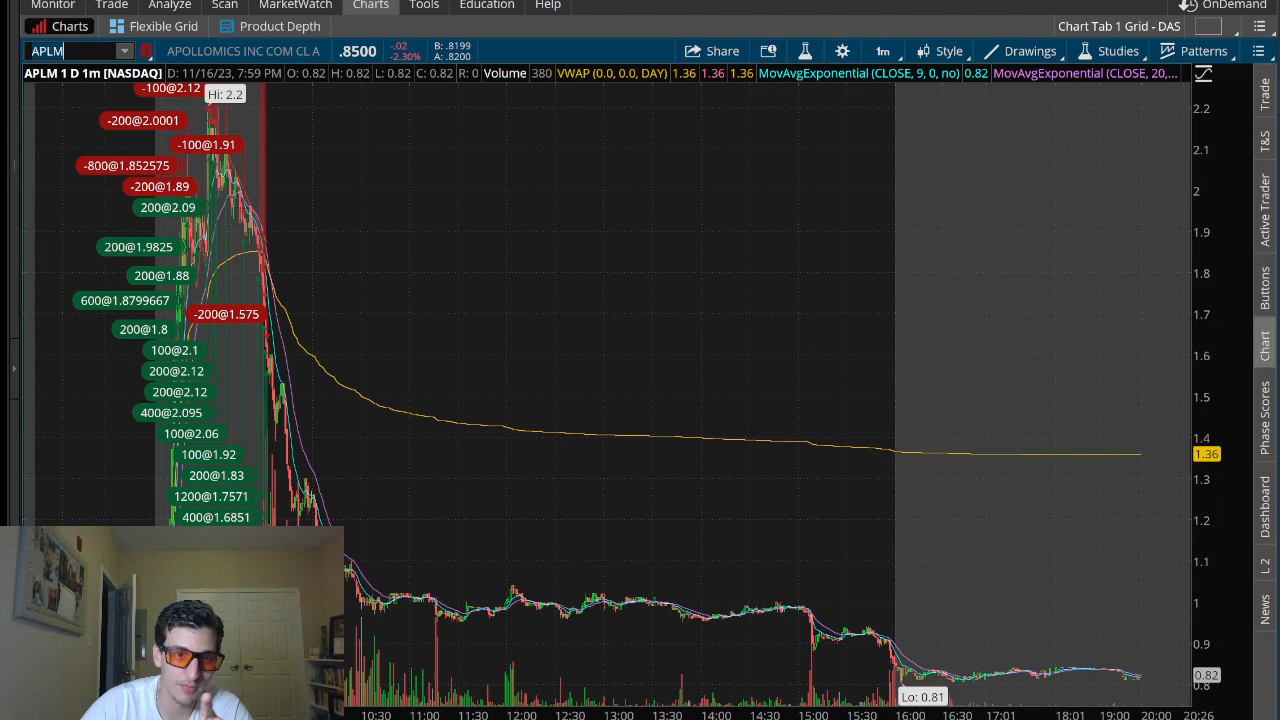 Monitor Trade Analyze Scan MarketWatch Charts Tools Education Help OnDemand
Charts Flexible Grid Product Depth Chart Tab 1 Grid - DAS
APLM APOLLOMICS INC COM CL A .8500 -.02 -2.30% B: .8199 A: .8200 Share 1m Style Drawings Studies Patterns
APLM 1 D 1m [NASDAQ] D: 11/16/23, 7:59 PM O: 0.82 H: 0.82 L: 0.82 C: 0.82 R: 0 Volume 380 VWAP (0.0, 0.0, DAY) 1.36 1.36 1.36 MovAvgExponential (CLOSE, 9, 0, no) 0.82 MovAvgExponential (CLOSE, 20,...
-100@2.12
Hi: 2.2
-200@2.0001
-100@1.91
-800@1.852575
-200@1.89
200@2.09
200@1.9825
200@1.88
600@1.8799667
-200@1.575
200@1.8
100@2.1
200@2.12
200@2.12
400@2.095
100@2.06
100@1.92
200@1.83
1200@1.7571
400@1.6851
2.2
2.1
2
1.9
1.8
1.7
1.6
1.5
1.4
1.36
1.3
1.2
1.1
1
0.9
0.82
0.8
Lo: 0.81
10:30 11:00 11:30 12:00 12:30 13:00 13:30 14:00 14:30 15:00 15:30 16:00 16:30 17:01 18:01 19:00 20:00 20:26
Trade
T&S
Active Trader
Buttons
Chart
Phase Scores
Dashboard
L 2
News